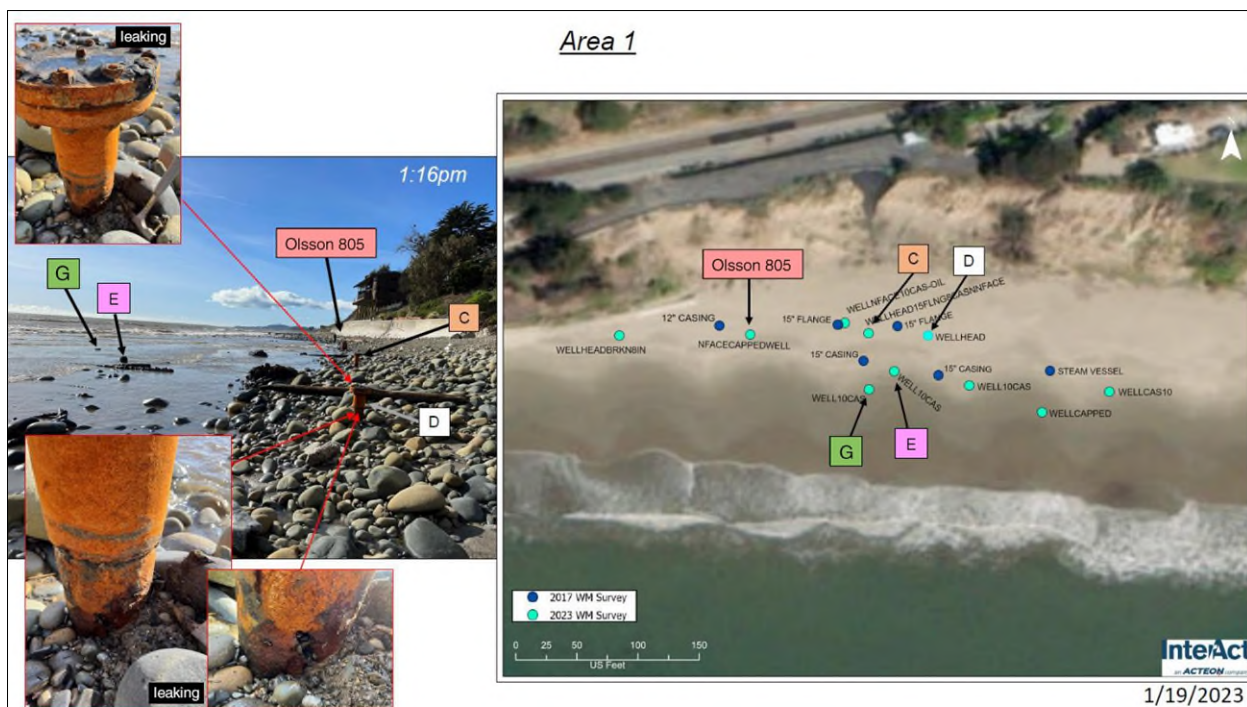 Area 1
leaking
1:16pm
Olsson 805
G
E
C
D
leaking
Olsson 805
C
D
WELLNFACE10CAS-OIL
WELLHEAD15FLNG8CASNNFACE
12" CASING
15" FLANGE
15" FLANGE
WELLHEADBRKN8IN
NFACECAPPEDWELL
WELLHEAD
15" CASING
15" CASING
STEAM VESSEL
WELL10CAS
WELL10CAS
WELL10CAS
WELLCAS10
WELLCAPPED
G
E
2017 WM Survey
2023 WM Survey
0 25 50 100 150
US Feet
InterAct
an ACTEON company
1/19/2023